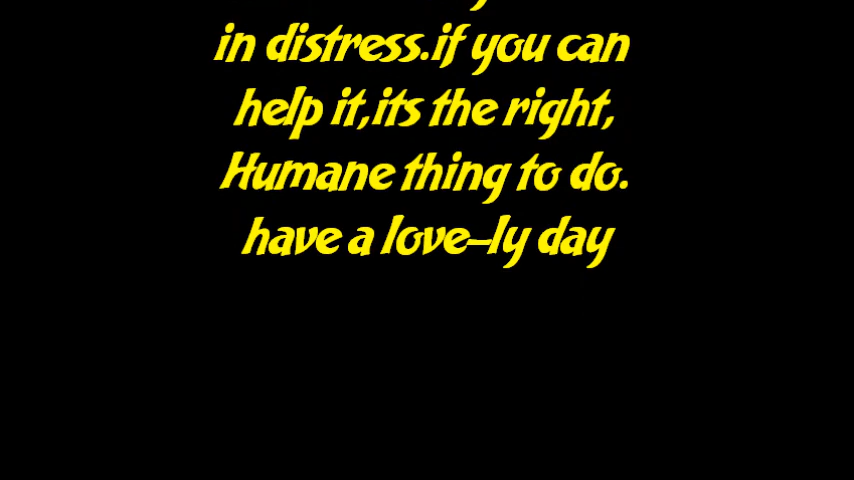 in distress.if you can
help it,its the right,
Humane thing to do.
have a love-ly day